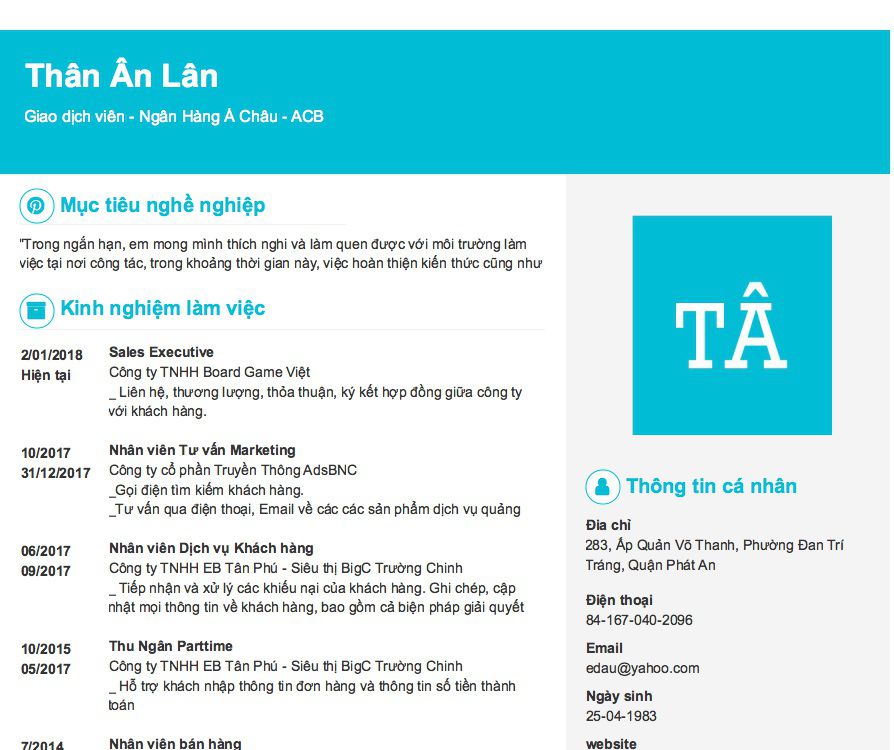 Thân Ân Lân
Giao dịch viên - Ngân Hàng Á Châu - ACB
Mục tiêu nghề nghiệp
"Trong ngắn hạn, em mong mình thích nghi và làm quen được với môi trường làm
việc tại nơi công tác, trong khoảng thời gian này, việc hoàn thiện kiến thức cũng như
Kinh nghiệm làm việc
2/01/2018
Hiện tại
Sales Executive
Công ty TNHH Board Game Việt
_ Liên hệ, thương lượng, thỏa thuận, ký kết hợp đồng giữa công ty
với khách hàng.
10/2017
31/12/2017
Nhân viên Tư vấn Marketing
Công ty cổ phần Truyền Thông AdsBNC
_Gọi điện tìm kiếm khách hàng.
_Tư vấn qua điện thoại, Email về các các sản phẩm dịch vụ quảng
06/2017
09/2017
Nhân viên Dịch vụ Khách hàng
Công ty TNHH EB Tân Phú - Siêu thị BigC Trường Chinh
_ Tiếp nhận và xử lý các khiếu nại của khách hàng. Ghi chép, cập
nhật mọi thông tin về khách hàng, bao gồm cả biện pháp giải quyết
10/2015
05/2017
Thu Ngân Parttime
Công ty TNHH EB Tân Phú - Siêu thị BigC Trường Chinh
_ Hỗ trợ khách nhập thông tin đơn hàng và thông tin số tiền thành
toán
7/2014
Nhân viên bán hàng
TÂ
Thông tin cá nhân
Địa chỉ
283, Ấp Quản Võ Thanh, Phường Đan Trí
Tráng, Quận Phát An
Điện thoại
84-167-040-2096
Email
edau@yahoo.com
Ngày sinh
25-04-1983
website